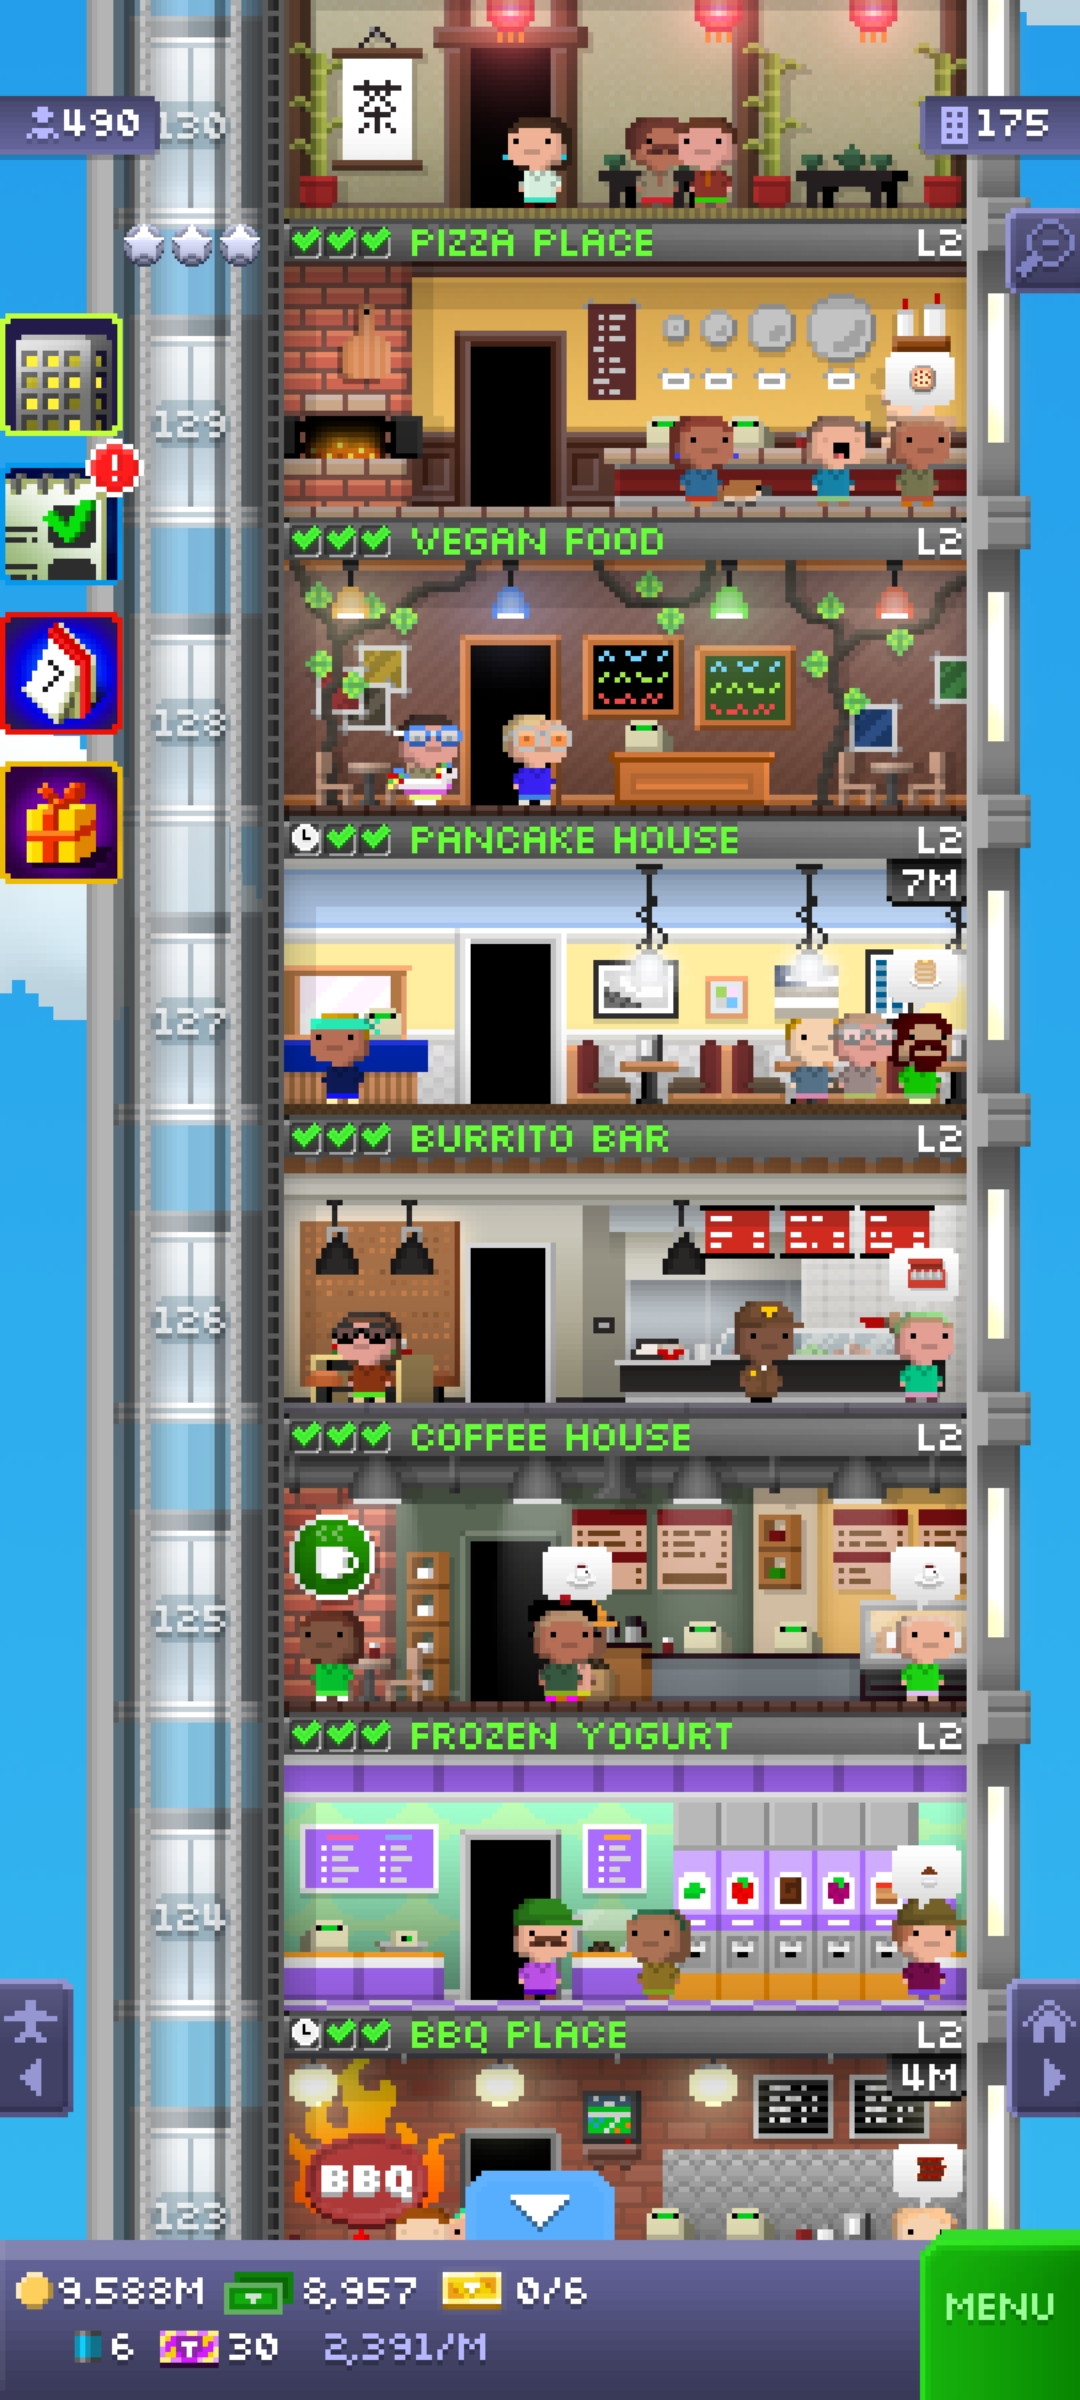 茶
490
130
175
PIZZA PLACE L2
129
VEGAN FOOD L2
128
PANCAKE HOUSE L2
7M
127
BURRITO BAR L2
126
COFFEE HOUSE L2
125
FROZEN YOGURT L2
124
BBQ PLACE L2
4M
BBQ
123
9.588M 8,957 0/6
6 T 30 2,391/M
MENU